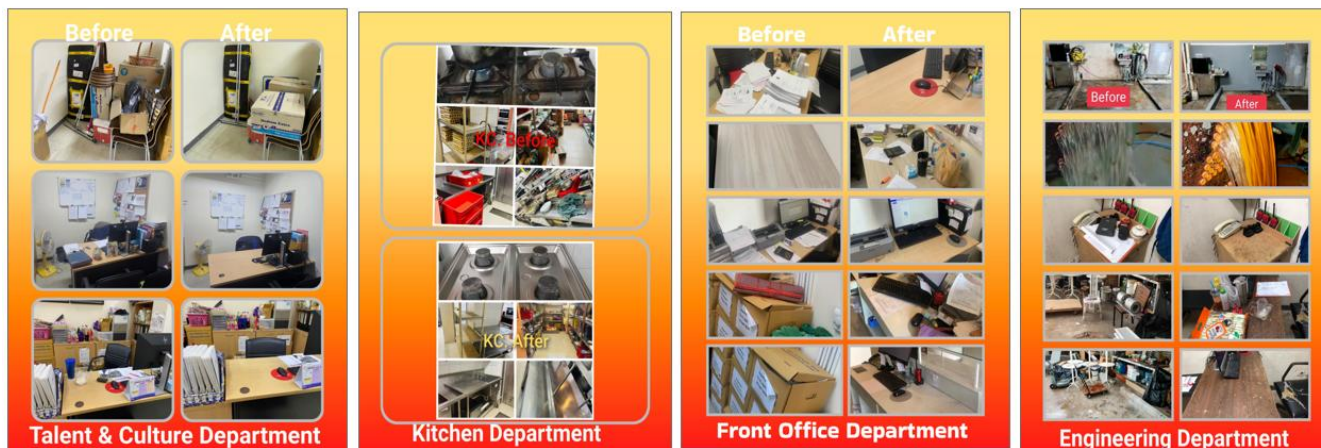 Before After
Talent & Culture Department
KC. Before
KC. After
Kitchen Department
Before After
Front Office Department
Before
After
Engineering Department